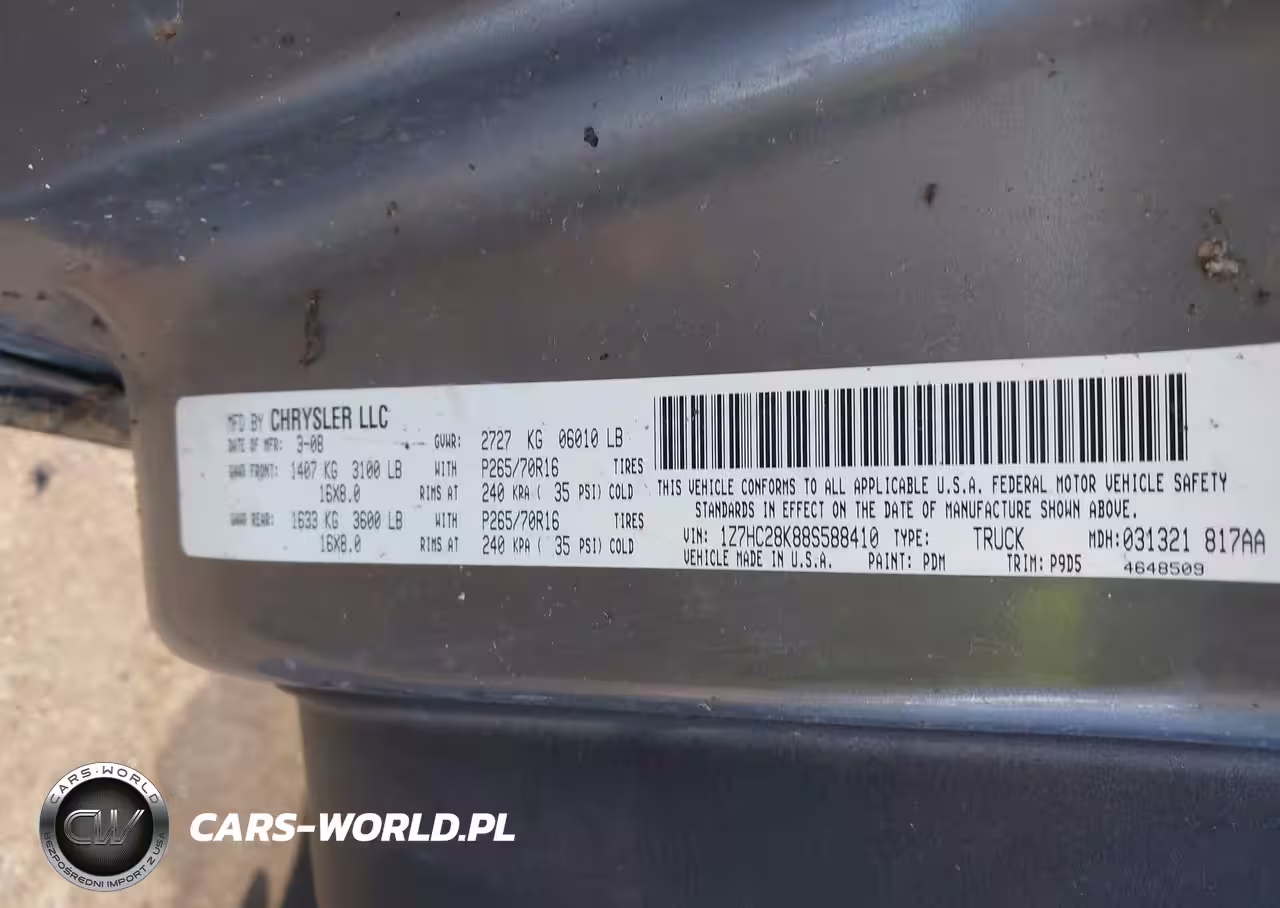 MFD BY CHRYSLER LLC
DATE OF MFR: 3-08 GVWR: 2727 KG 06010 LB
GAWR FRONT: 1407 KG 3100 LB WITH P265/70R16 TIRES
16X8.0 RIMS AT 240 KPA ( 35 PSI) COLD
GAWR REAR: 1633 KG 3600 LB WITH P265/70R16 TIRES
16X8.0 RIMS AT 240 KPA ( 35 PSI) COLD
THIS VEHICLE CONFORMS TO ALL APPLICABLE U.S.A. FEDERAL MOTOR VEHICLE SAFETY
STANDARDS IN EFFECT ON THE DATE OF MANUFACTURE SHOWN ABOVE.
VIN: 1Z7HC28K88S588410 TYPE: TRUCK MDH:031321 817AA
VEHICLE MADE IN U.S.A. PAINT: PDM TRIM: P9D5 4648509
CARS-WORLD
CW
BEZPOŚREDNI IMPORT Z USA
CARS-WORLD.PL